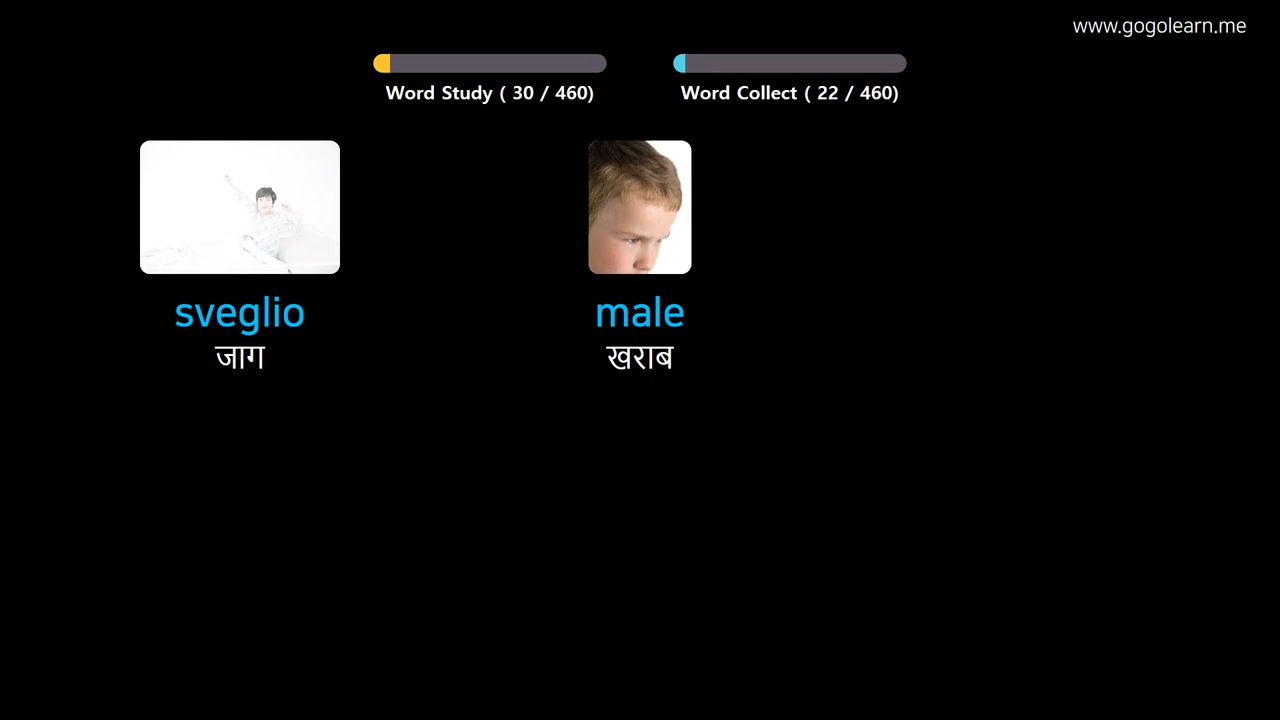 www.gogolearn.me
Word Study ( 30 / 460)
Word Collect ( 22 / 460)
sveglio
जाग
male
खराब